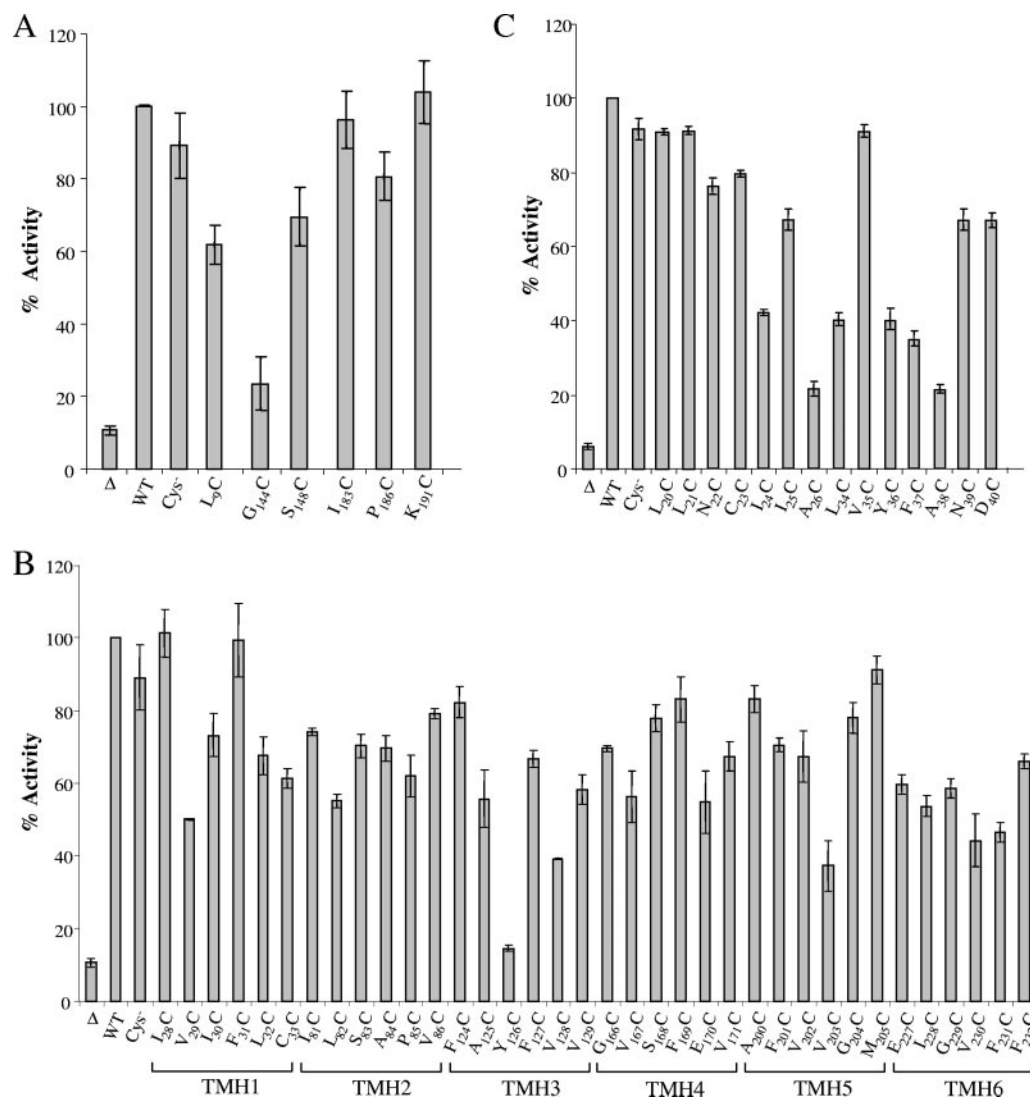 A
% Activity
120
100
80
60
40
20
0
Δ WT Cys- L9C G144C S148C I183C P186C K191C
C
% Activity
120
100
80
60
40
20
0
Δ WT Cys- L20C L21C N22C C23C I24C I25C A26C L34C V35C Y36C F37C A38C N39C D40C
B
% Activity
120
100
80
60
40
20
0
Δ WT Cys- I28C V29C I30C F31C L32C C33C I81C L82C S83C A84C P85C V86C F124C A125C Y126C F127C V128C V129C G166C V167C S168C F169C E170C V171C A200C F201C V202C V203C G204C M205C E227C I228C G229C V230C F231C
TMH1 TMH2 TMH3 TMH4 TMH5 TMH6